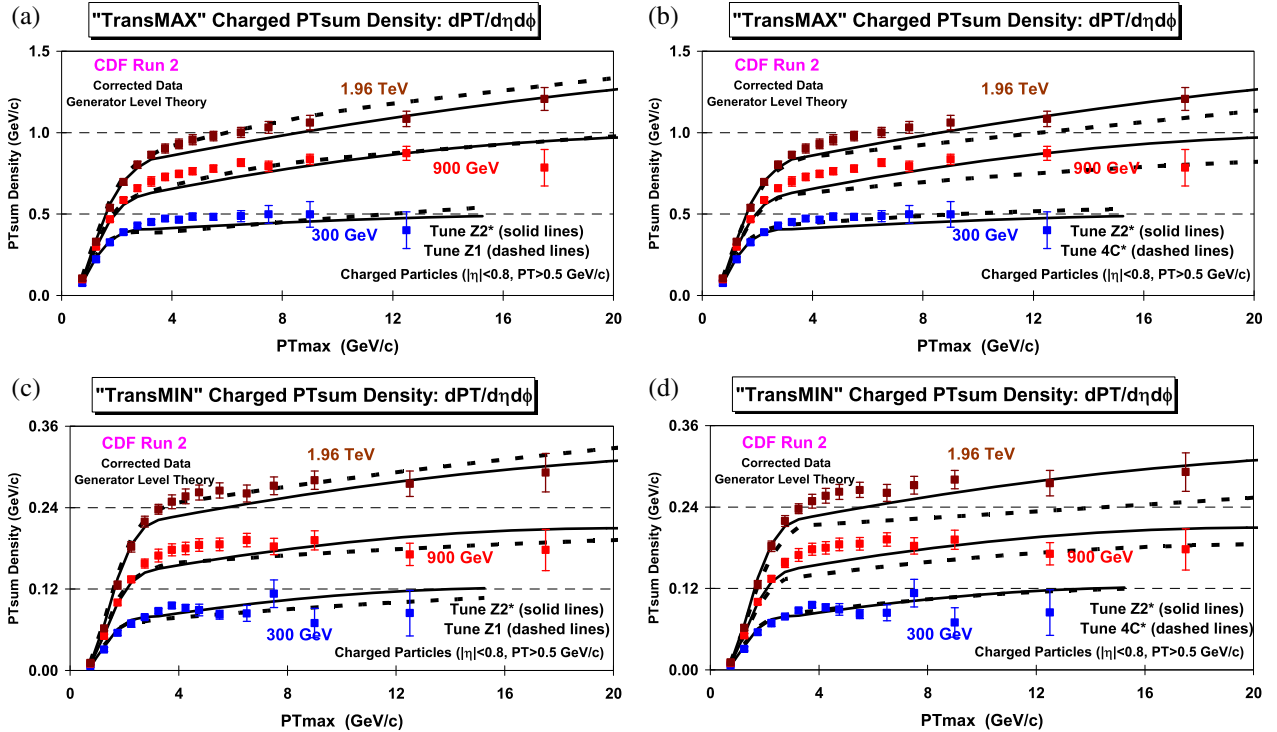 (a)
"TransMAX" Charged PTsum Density: dPT/dηdϕ
1.5
1.0
0.5
0.0
PTsum Density (GeV/c)
CDF Run 2
Corrected Data
Generator Level Theory
1.96 TeV
900 GeV
300 GeV
Tune Z2* (solid lines)
Tune Z1 (dashed lines)
Charged Particles (|η|<0.8, PT>0.5 GeV/c)
0 4 8 12 16 20
PTmax (GeV/c)
(b)
"TransMAX" Charged PTsum Density: dPT/dηdϕ
1.5
1.0
0.5
0.0
PTsum Density (GeV/c)
CDF Run 2
Corrected Data
Generator Level Theory
1.96 TeV
900 GeV
300 GeV
Tune Z2* (solid lines)
Tune 4C* (dashed lines)
Charged Particles (|η|<0.8, PT>0.5 GeV/c)
0 4 8 12 16 20
PTmax (GeV/c)
(c)
"TransMIN" Charged PTsum Density: dPT/dηdϕ
0.36
0.24
0.12
0.00
PTsum Density (GeV/c)
CDF Run 2
Corrected Data
Generator Level Theory
1.96 TeV
900 GeV
300 GeV
Tune Z2* (solid lines)
Tune Z1 (dashed lines)
Charged Particles (|η|<0.8, PT>0.5 GeV/c)
0 4 8 12 16 20
PTmax (GeV/c)
(d)
"TransMIN" Charged PTsum Density: dPT/dηdϕ
0.36
0.24
0.12
0.00
PTsum Density (GeV/c)
CDF Run 2
Corrected Data
Generator Level Theory
1.96 TeV
900 GeV
300 GeV
Tune Z2* (solid lines)
Tune 4C* (dashed lines)
Charged Particles (|η|<0.8, PT>0.5 GeV/c)
0 4 8 12 16 20
PTmax (GeV/c)